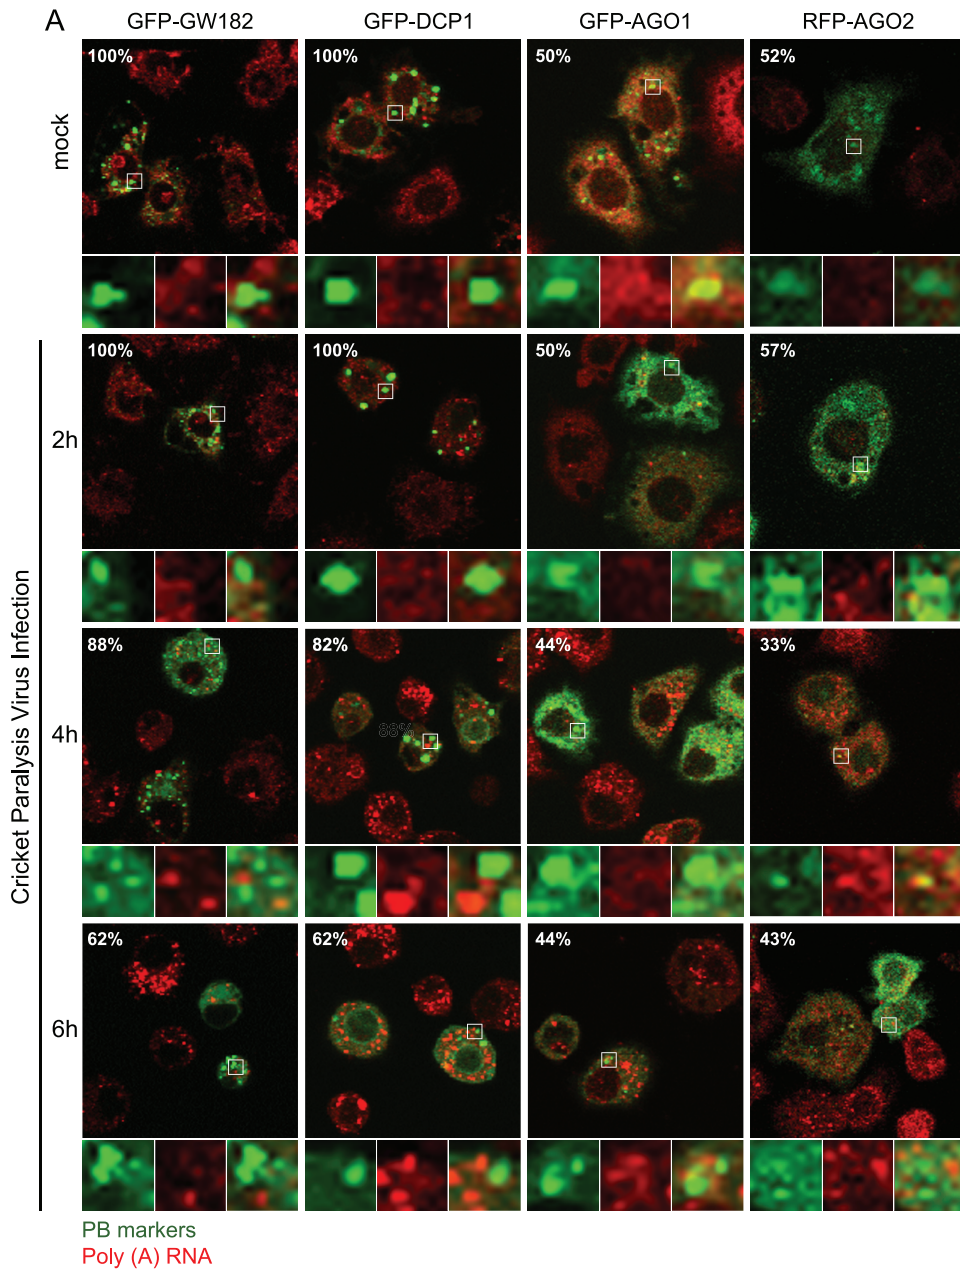 A
GFP-GW182 GFP-DCP1 GFP-AGO1 RFP-AGO2
mock
100% 100% 50% 52%
Cricket Paralysis Virus Infection
2h
100% 100% 50% 57%
4h
88% 82% 44% 33%
88%
6h
62% 62% 44% 43%
PB markers
Poly (A) RNA